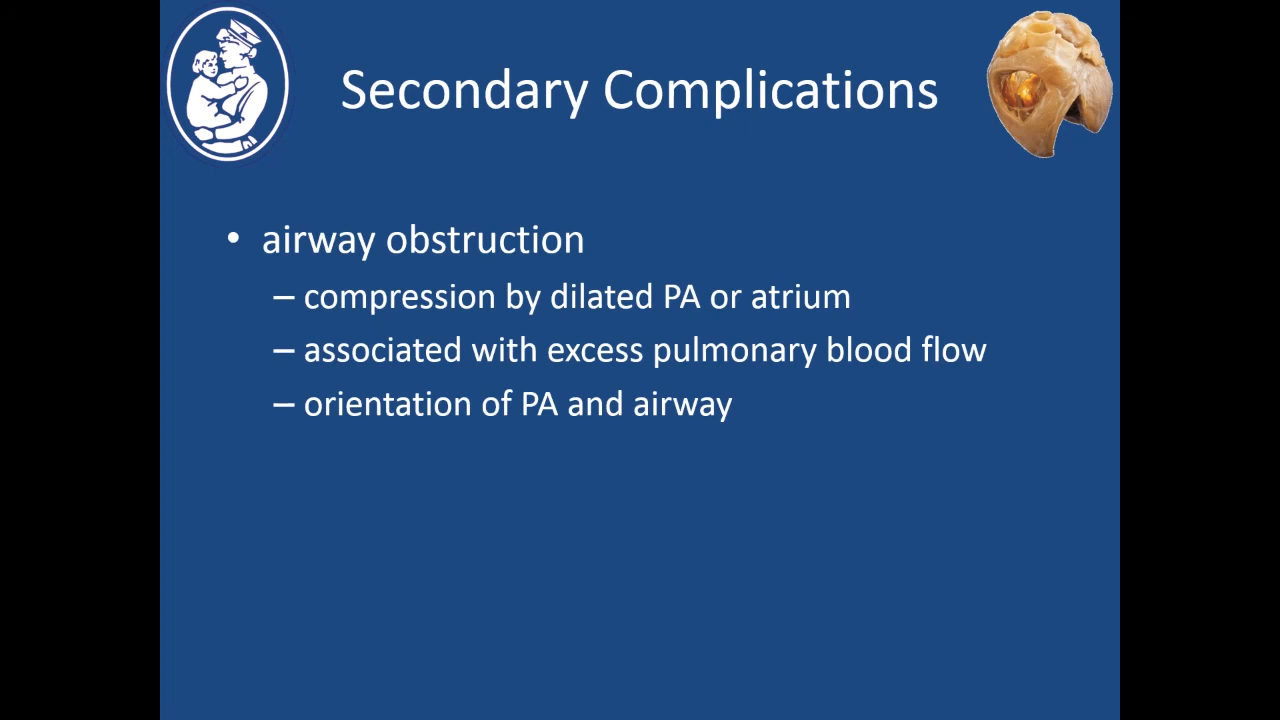 Secondary Complications
• airway obstruction
– compression by dilated PA or atrium
– associated with excess pulmonary blood flow
– orientation of PA and airway